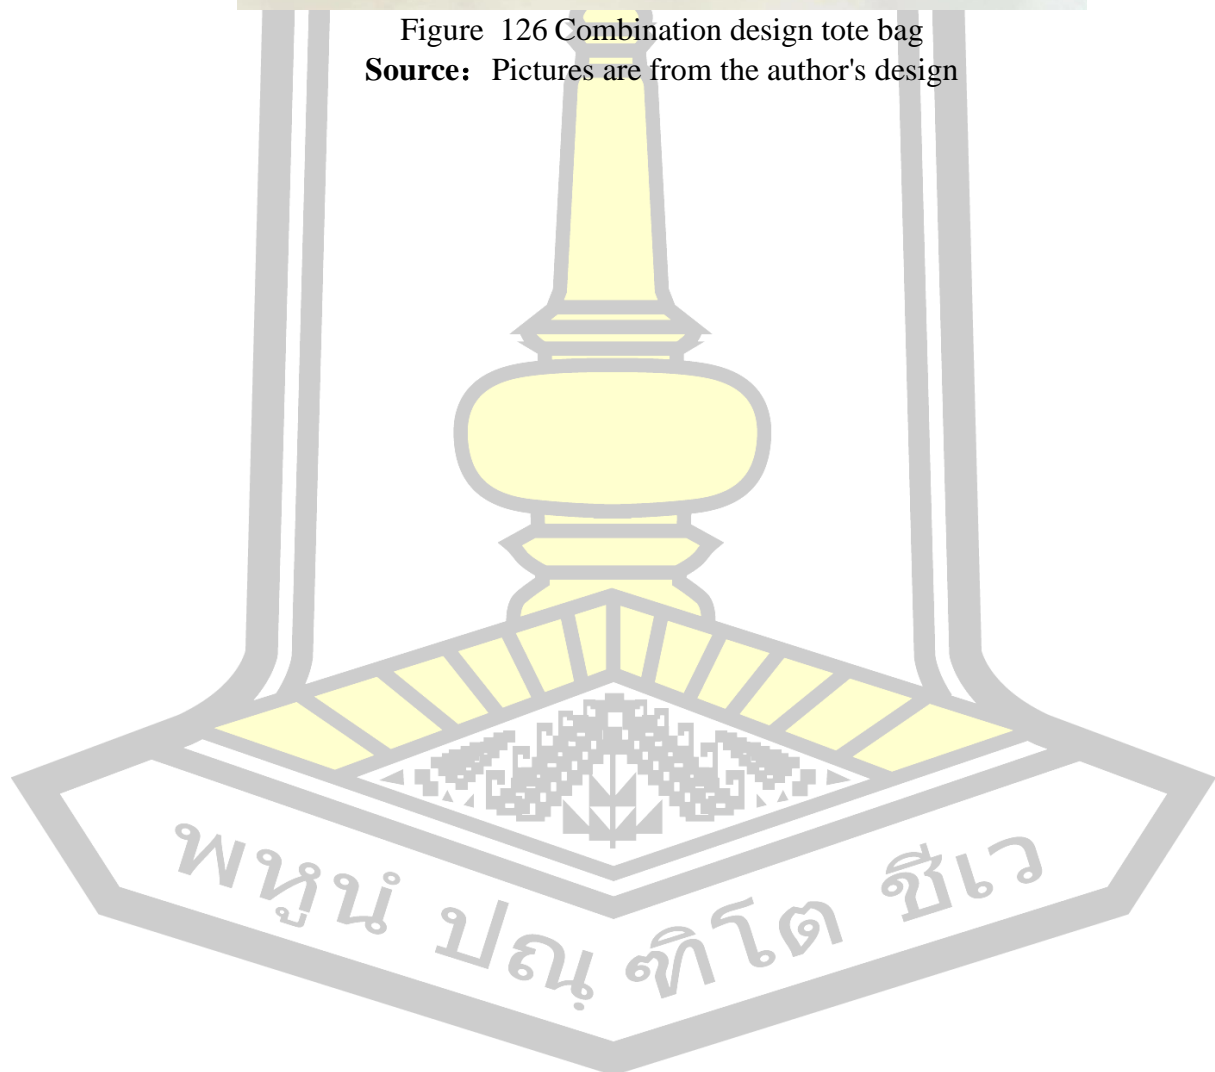 Figure 126 Combination design tote bag
Source：Pictures are from the author's design
พหูนํ ปณฺฑิโต ชีเว